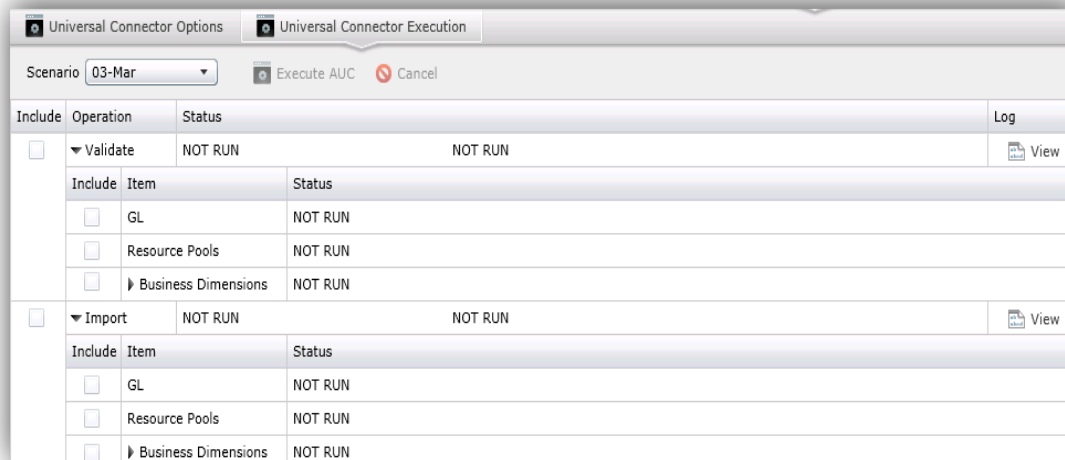 Universal Connector Options Universal Connector Execution
Scenario 03-Mar Execute AUC Cancel
Include Operation Status Log
Validate NOT RUN NOT RUN View
Include Item Status
GL NOT RUN
Resource Pools NOT RUN
Business Dimensions NOT RUN
Import NOT RUN NOT RUN View
Include Item Status
GL NOT RUN
Resource Pools NOT RUN
Business Dimensions NOT RUN